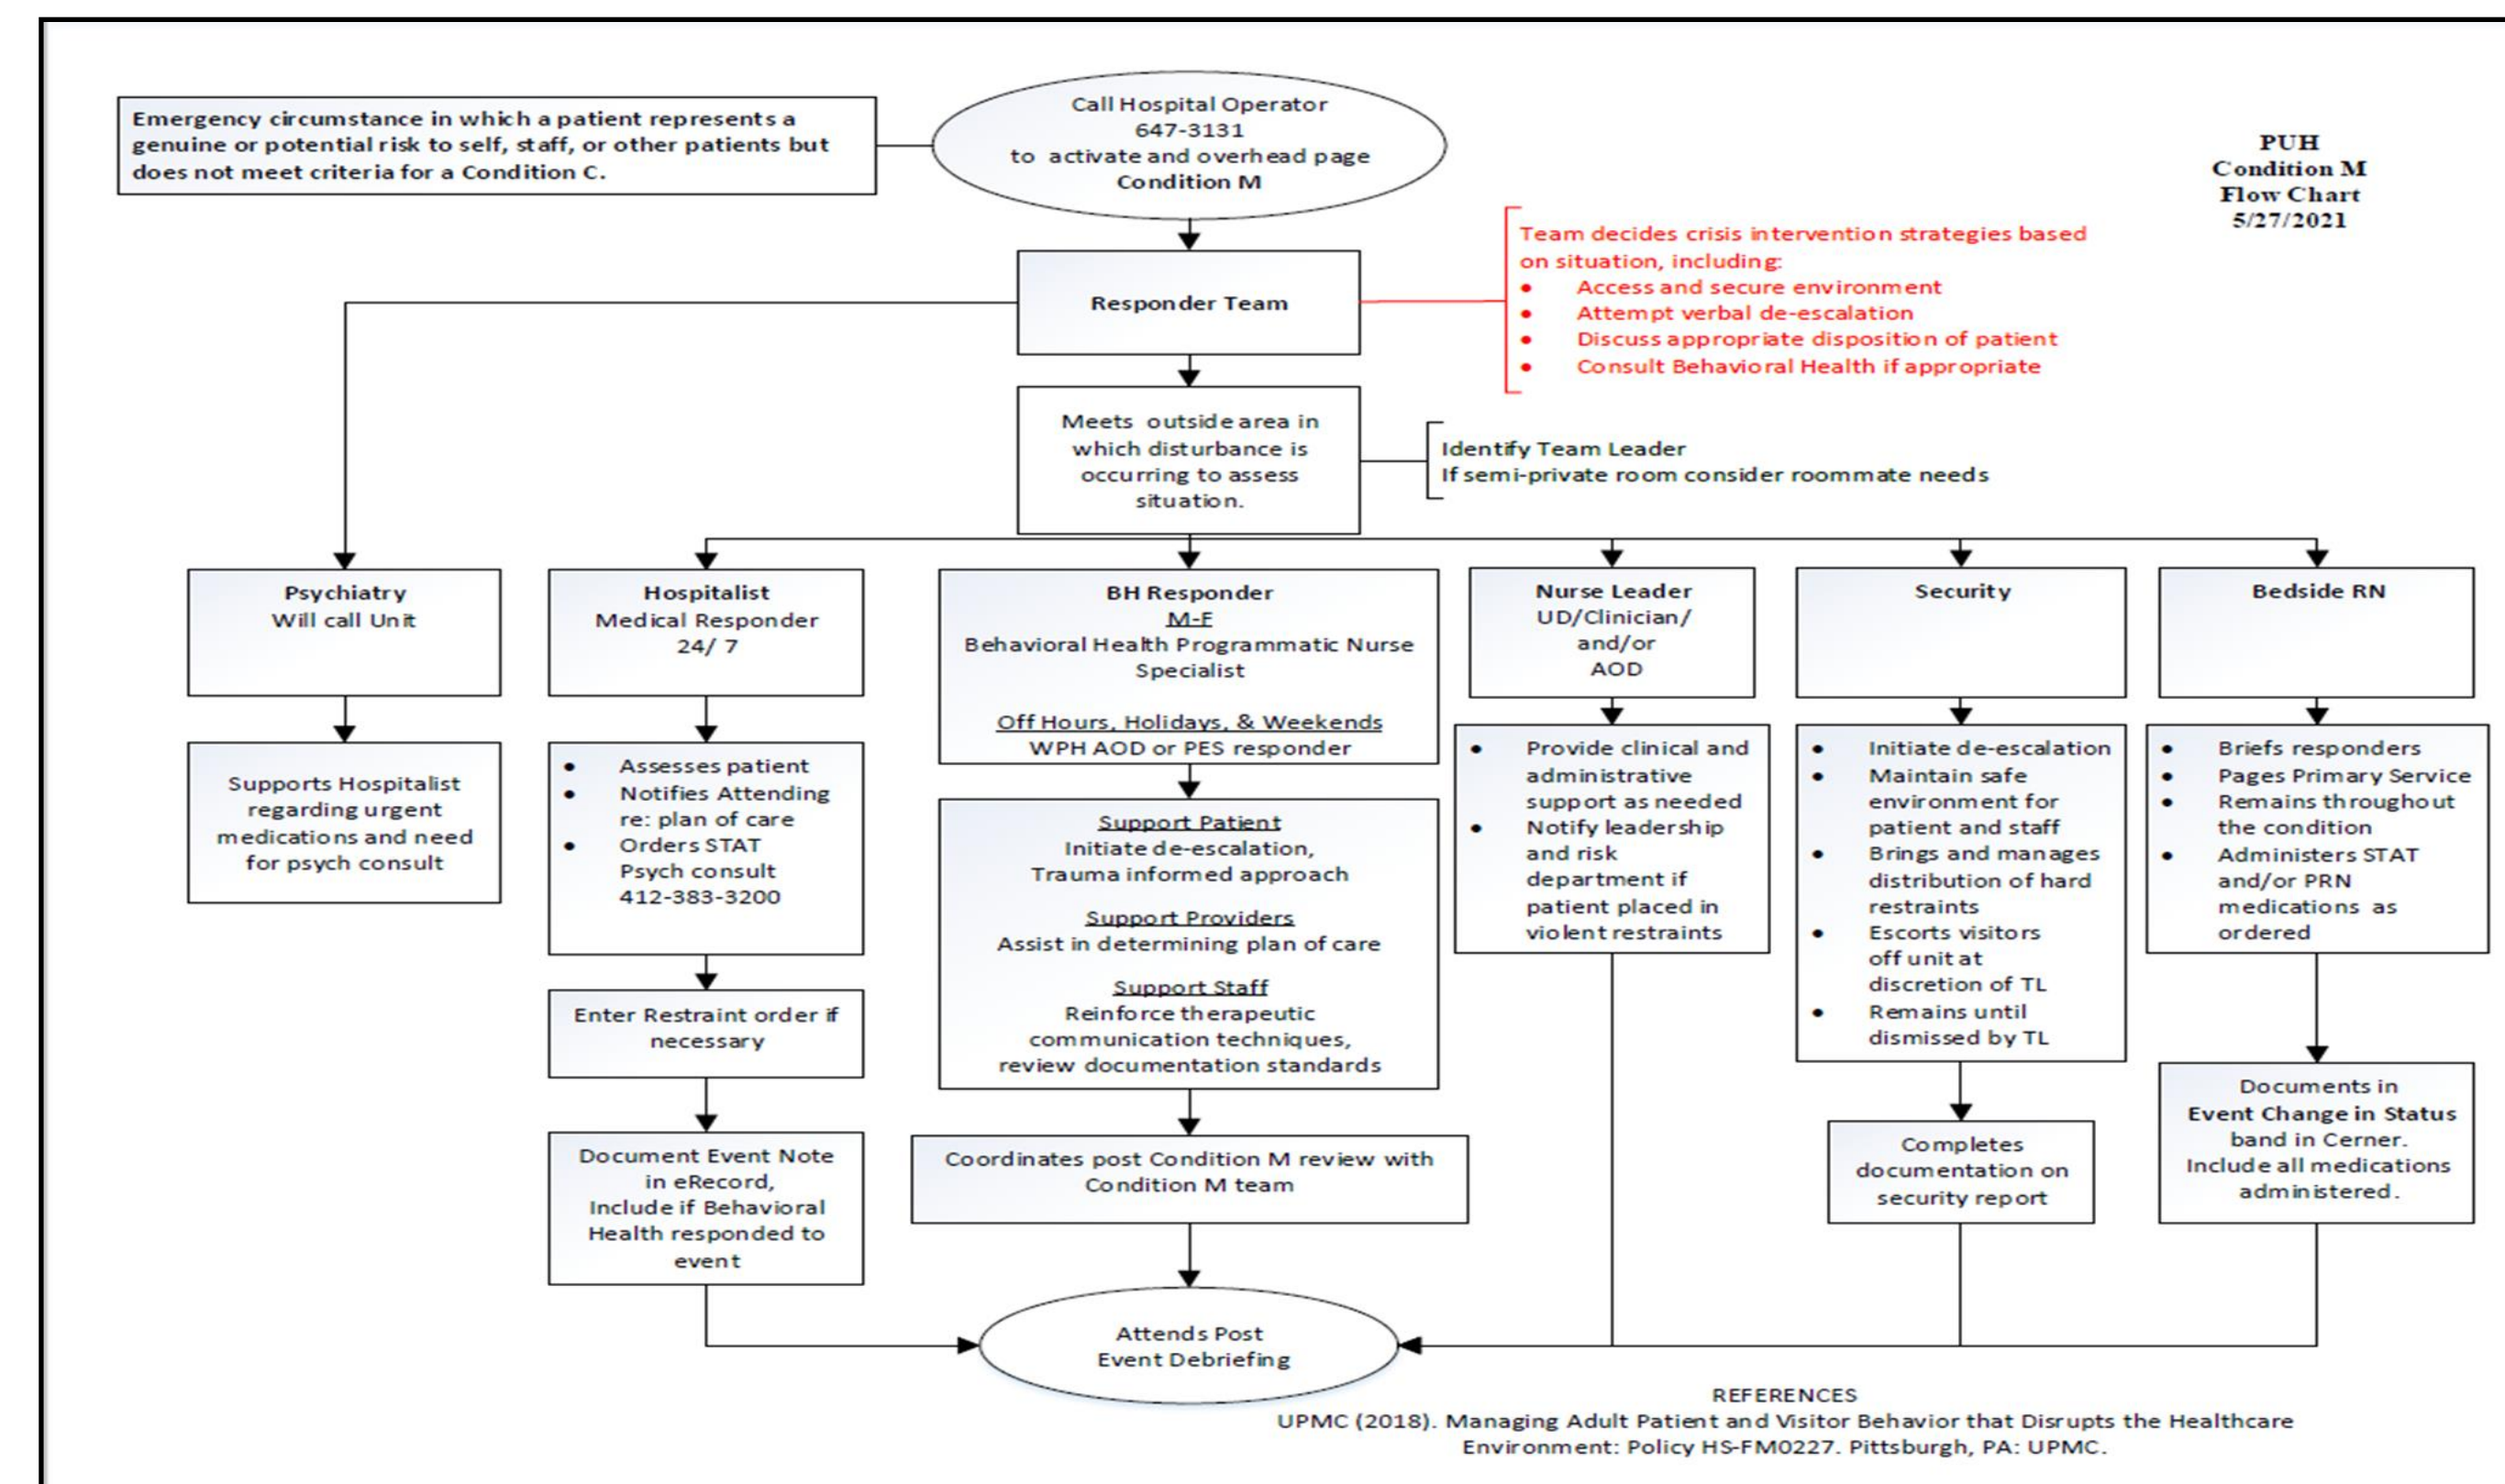 Emergency circumstance in which a patient represents a
genuine or potential risk to self, staff, or other patients but
does not meet criteria for a Condition C.
Call Hospital Operator
647-3131
to activate and overhead page
Condition M
PUH
Condition M
Flow Chart
5/27/2021
Responder Team
Team decides crisis intervention strategies based
on situation, including:
• Access and secure environment
• Attempt verbal de-escalation
• Discuss appropriate disposition of patient
• Consult Behavioral Health if appropriate
Meets outside area in
which disturbance is
occurring to assess
situation.
Identify Team Leader
If semi-private room consider roommate needs
Psychiatry
Will call Unit
Supports Hospitalist
regarding urgent
medications and need
for psych consult
Hospitalist
Medical Responder
24/ 7
• Assesses patient
• Notifies Attending
re: plan of care
• Orders STAT
Psych consult
412-383-3200
Enter Restraint order if
necessary
Document Event Note
in eRecord,
Include if Behavioral
Health responded to
event
BH Responder
M-F
Behavioral Health Programmatic Nurse
Specialist
Off Hours, Holidays, & Weekends
WPH AOD or PES responder
Support Patient
Initiate de-escalation,
Trauma informed approach
Support Providers
Assist in determining plan of care
Support Staff
Reinforce therapeutic
communication techniques,
review documentation standards
Coordinates post Condition M review with
Condition M team
Nurse Leader
UD/Clinician/
and/or
AOD
• Provide clinical and
administrative
support as needed
• Notify leadership
and risk
department if
patient placed in
violent restraints
Security
• Initiate de-escalation
• Maintain safe
environment for
patient and staff
• Brings and manages
distribution of hard
restraints
• Escorts visitors
off unit at
discretion of TL
• Remains until
dismissed by TL
Completes
documentation on
security report
Bedside RN
• Briefs responders
• Pages Primary Service
• Remains throughout
the condition
• Administers STAT
and/or PRN
medications as
ordered
Documents in
Event Change in Status
band in Cerner.
Include all medications
administered.
Attends Post
Event Debriefing
REFERENCES
UPMC (2018). Managing Adult Patient and Visitor Behavior that Disrupts the Healthcare
Environment: Policy HS-FM0227. Pittsburgh, PA: UPMC.